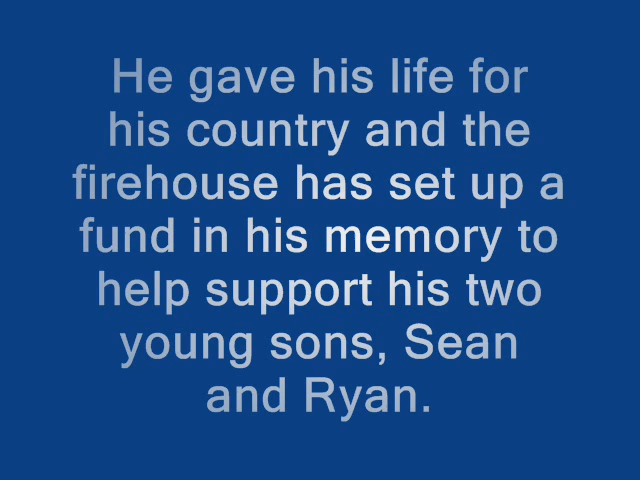 He gave his life for
his country and the
firehouse has set up a
fund in his memory to
help support his two
young sons, Sean
and Ryan.